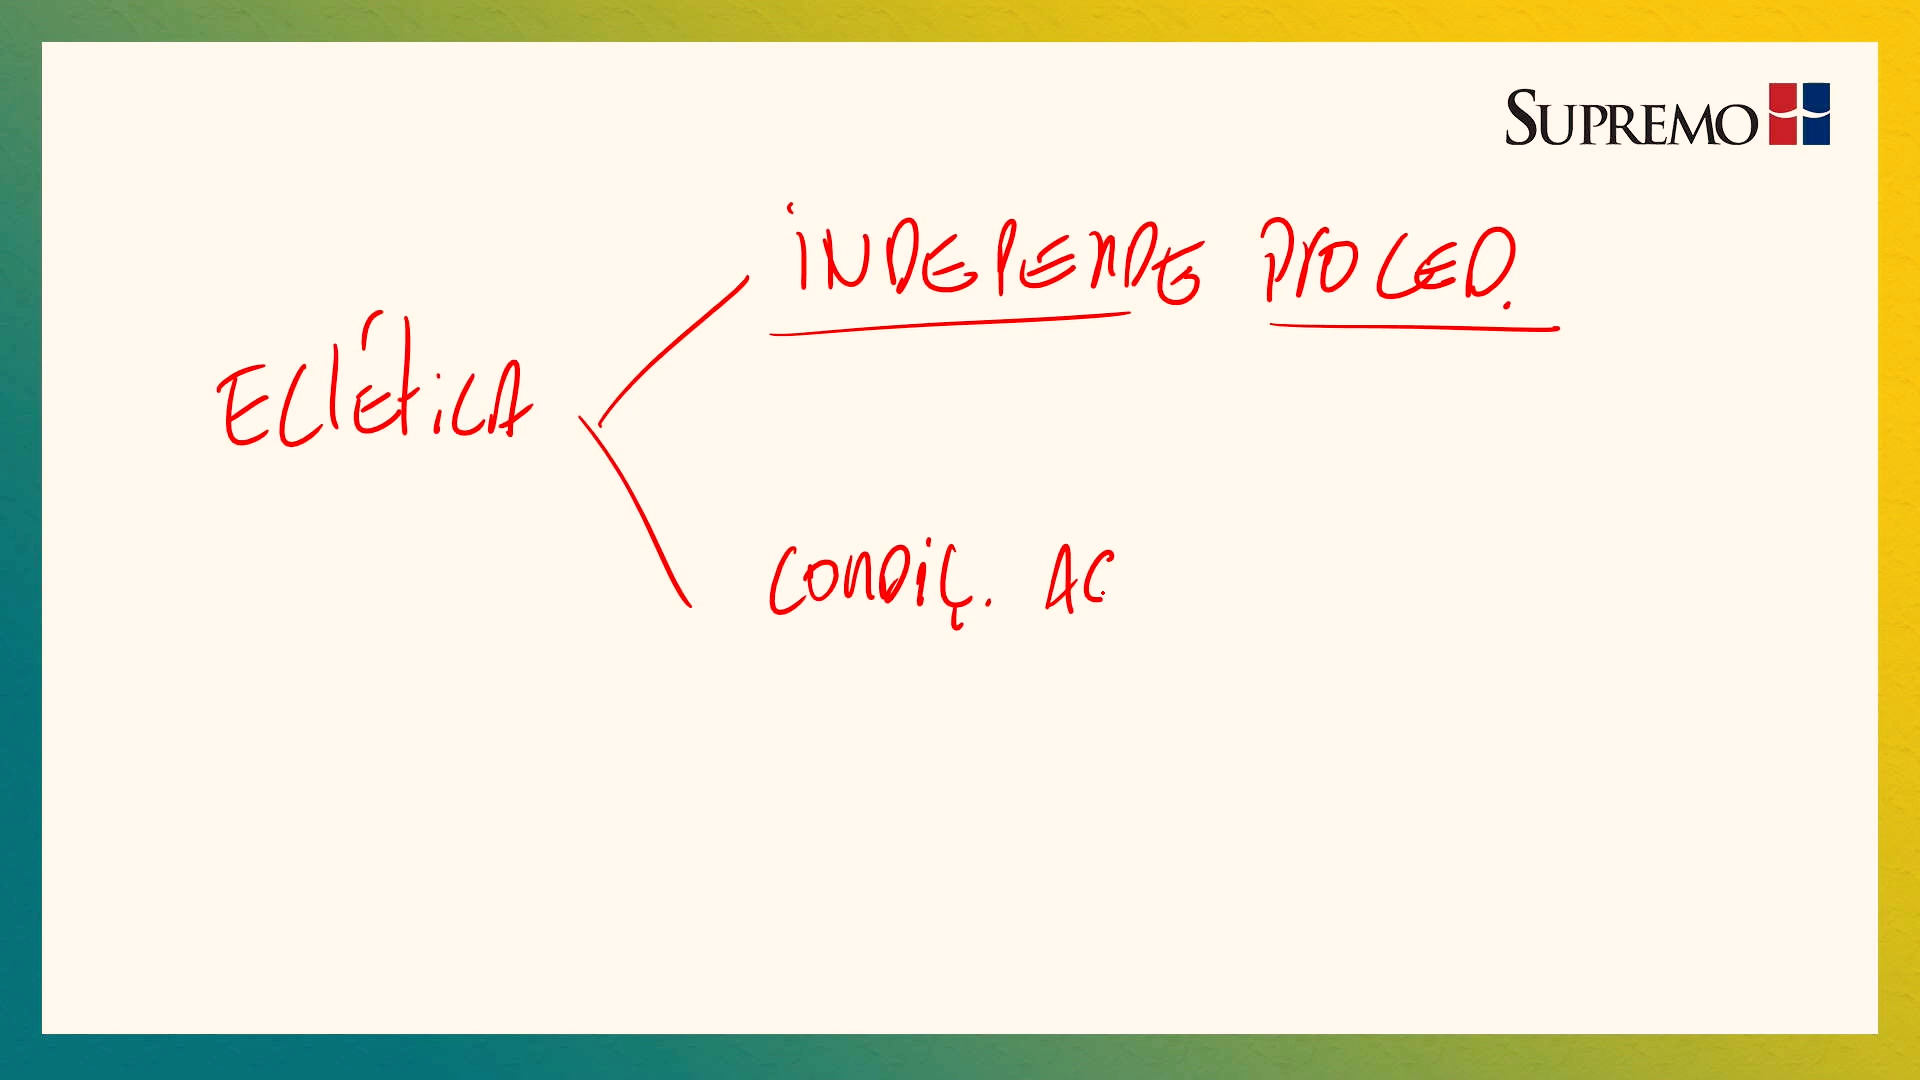 SUPREMO
INDEPENDE PROCED.
ECLÉTICA
CONDIÇ. AC